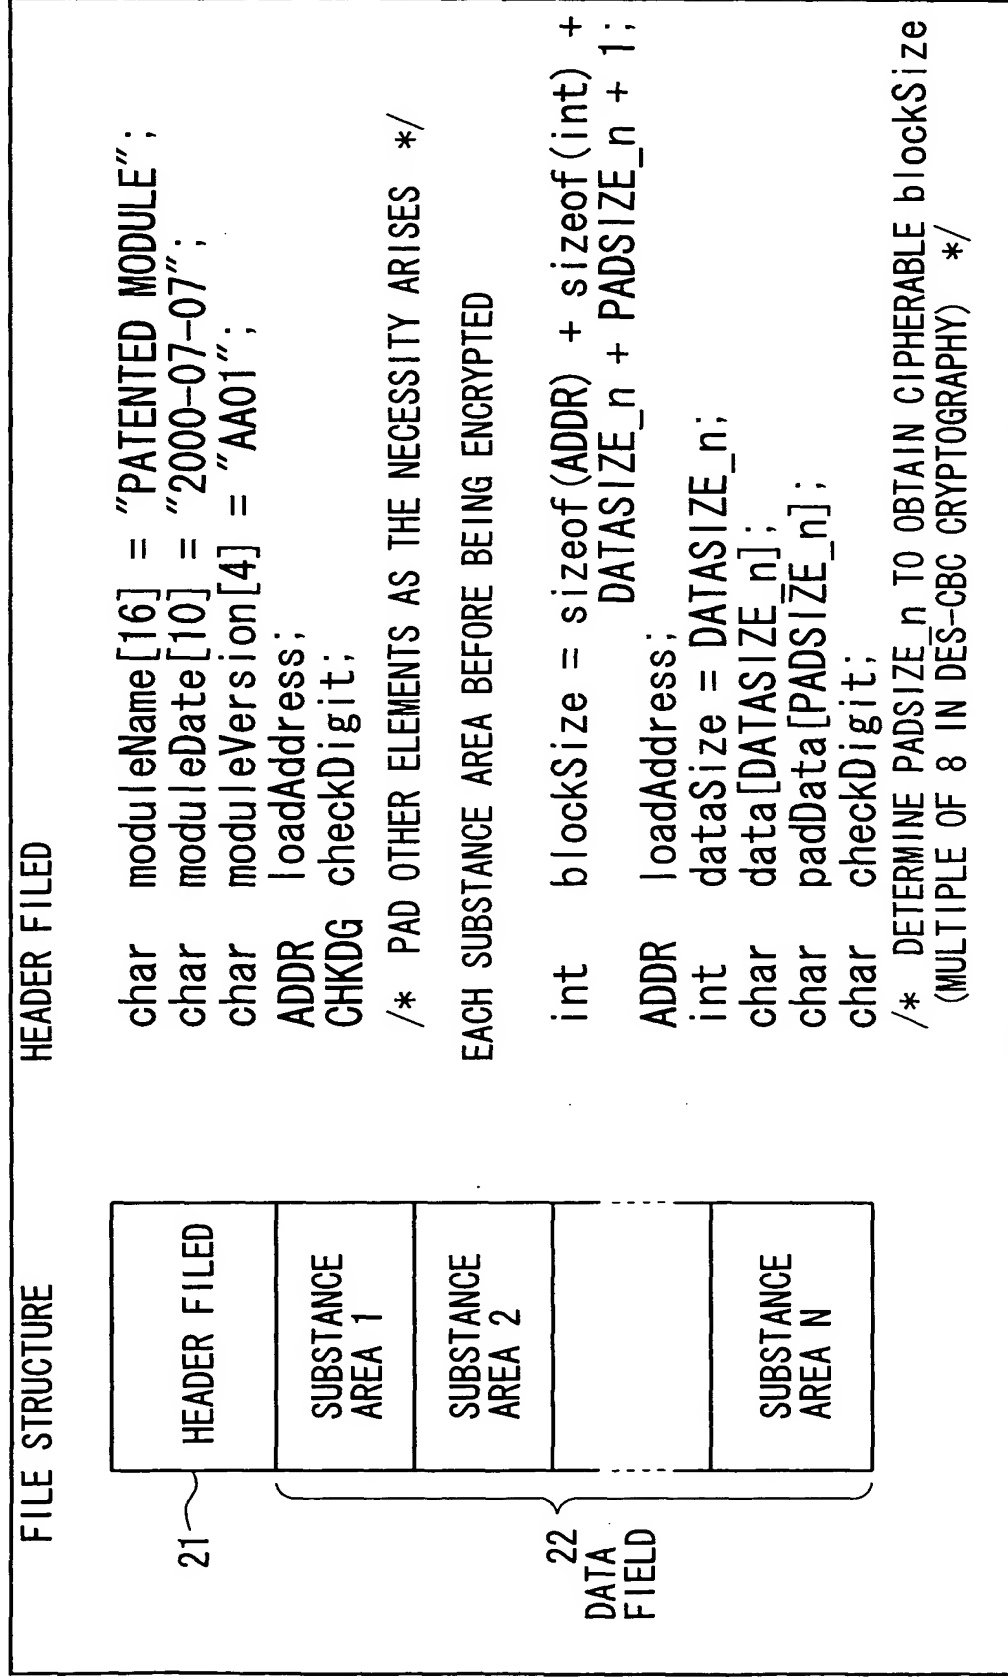 FILE STRUCTURE
21
HEADER FILED
SUBSTANCE
AREA 1
SUBSTANCE
AREA 2
22
DATA
FIELD
SUBSTANCE
AREA N
HEADER FILED
char moduleName[16] = "PATENTED MODULE";
char moduleDate[10] = "2000-07-07";
char moduleVersion[4] = "AA01";
ADDR loadAddress;
CHKDG checkDigit;
/* PAD OTHER ELEMENTS AS THE NECESSITY ARISES */
EACH SUBSTANCE AREA BEFORE BEING ENCRYPTED
int blockSize = sizeof(ADDR) + sizeof(int) +
DATASIZE_n + PADSIZE_n + 1;
ADDR loadAddress;
int dataSize = DATASIZE_n;
char data[DATASIZE_n];
char padData[PADSIZE_n];
char checkDigit;
/* DETERMINE PADSIZE_n TO OBTAIN CIPHERABLE blockSize
(MULTIPLE OF 8 IN DES-CBC CRYPTOGRAPHY) */